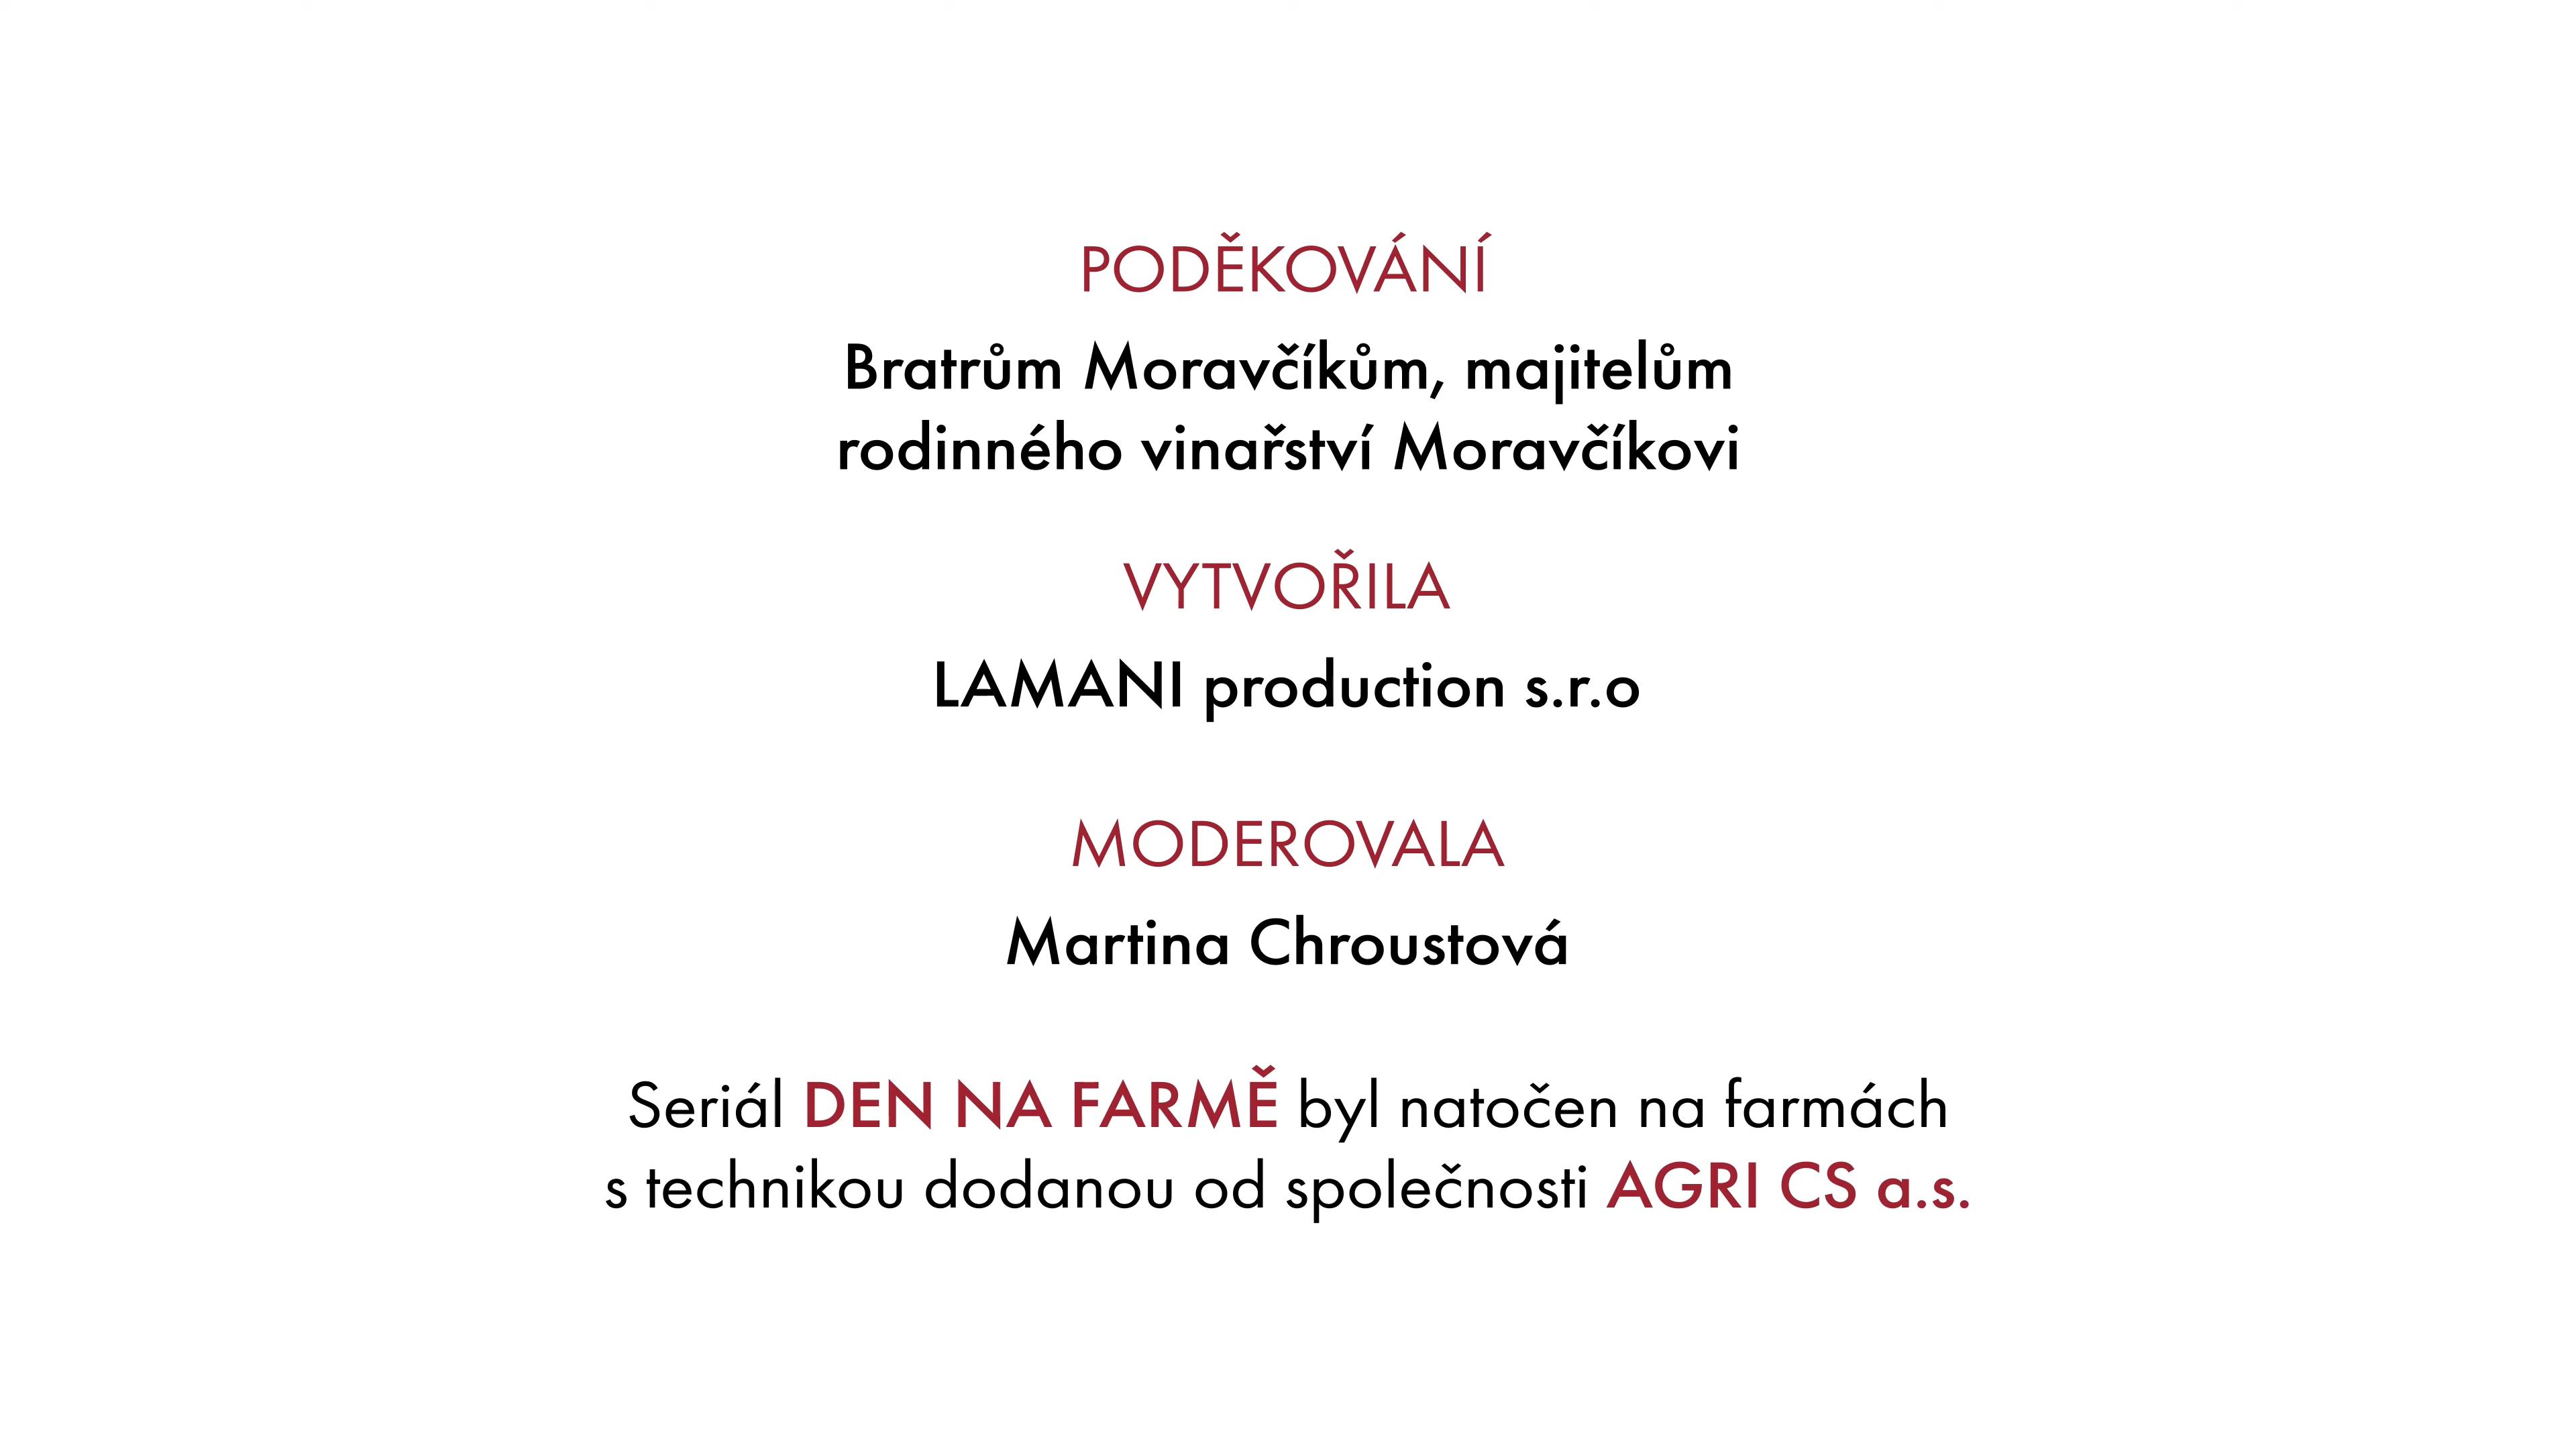 PODĚKOVÁNÍ
Bratrům Moravčíkům, majitelům
rodinného vinařství Moravčíkovi
VYTVOŘILA
LAMANI production s.r.o
MODEROVALA
Martina Chroustová
Seriál DEN NA FARMĚ byl natočen na farmách
s technikou dodanou od společnosti AGRI CS a.s.